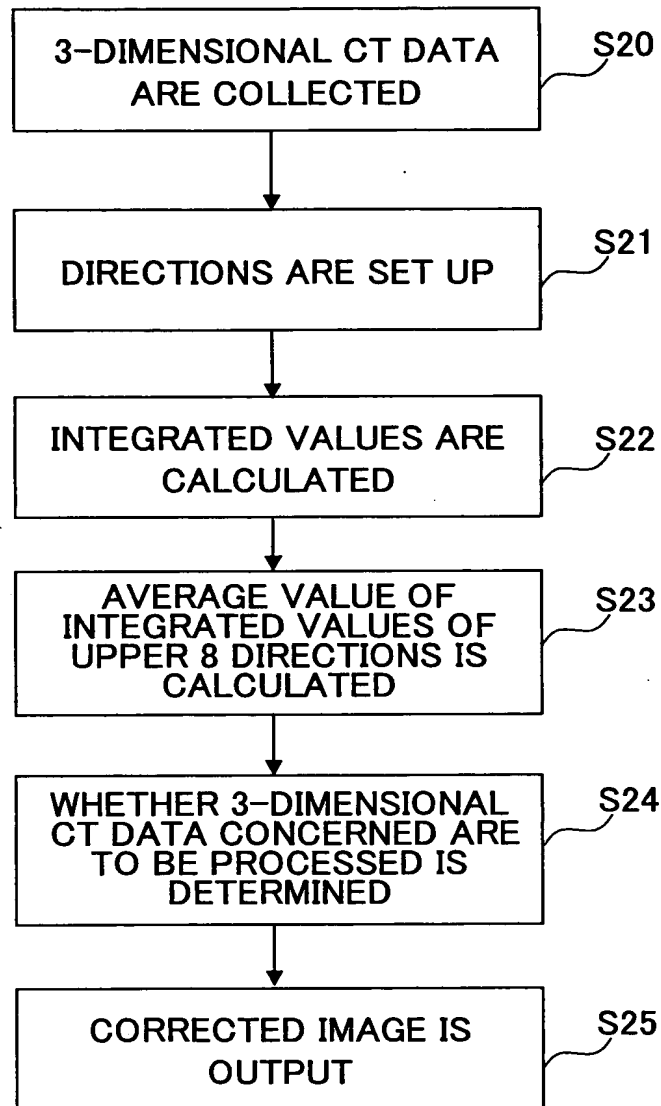 3-DIMENSIONAL CT DATA
ARE COLLECTED
S20
DIRECTIONS ARE SET UP
S21
INTEGRATED VALUES ARE
CALCULATED
S22
AVERAGE VALUE OF
INTEGRATED VALUES OF
UPPER 8 DIRECTIONS IS
CALCULATED
S23
WHETHER 3-DIMENSIONAL
CT DATA CONCERNED ARE
TO BE PROCESSED IS
DETERMINED
S24
CORRECTED IMAGE IS
OUTPUT
S25